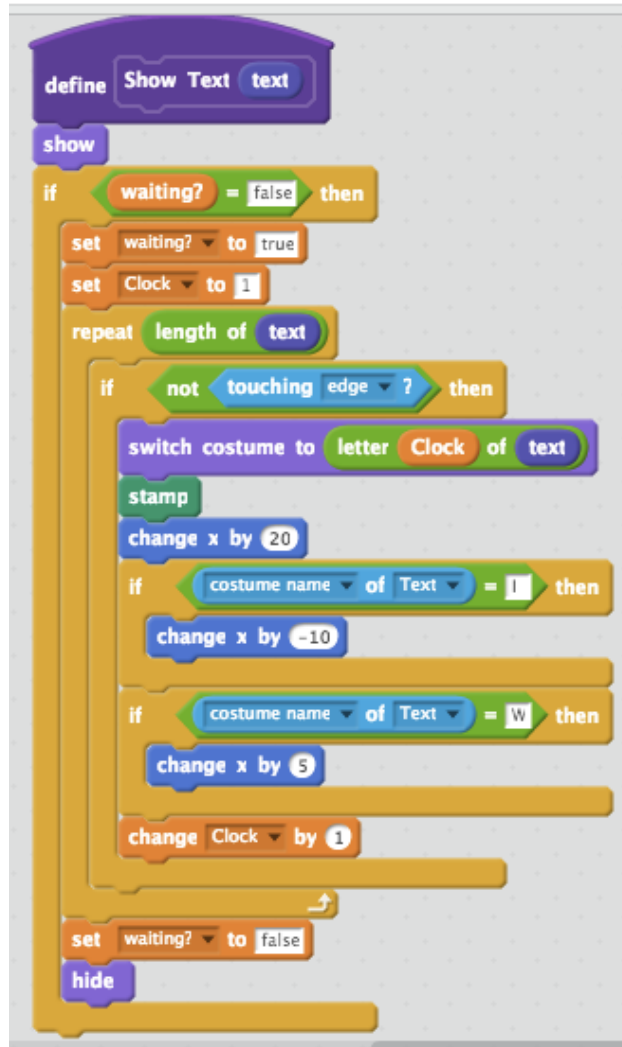 define Show Text text
show
if waiting? = false then
set waiting? to true
set Clock to 1
repeat length of text
if not touching edge ? then
switch costume to letter Clock of text
stamp
change x by 20
if costume name of Text = I then
change x by -10
if costume name of Text = W then
change x by 5
change Clock by 1
set waiting? to false
hide